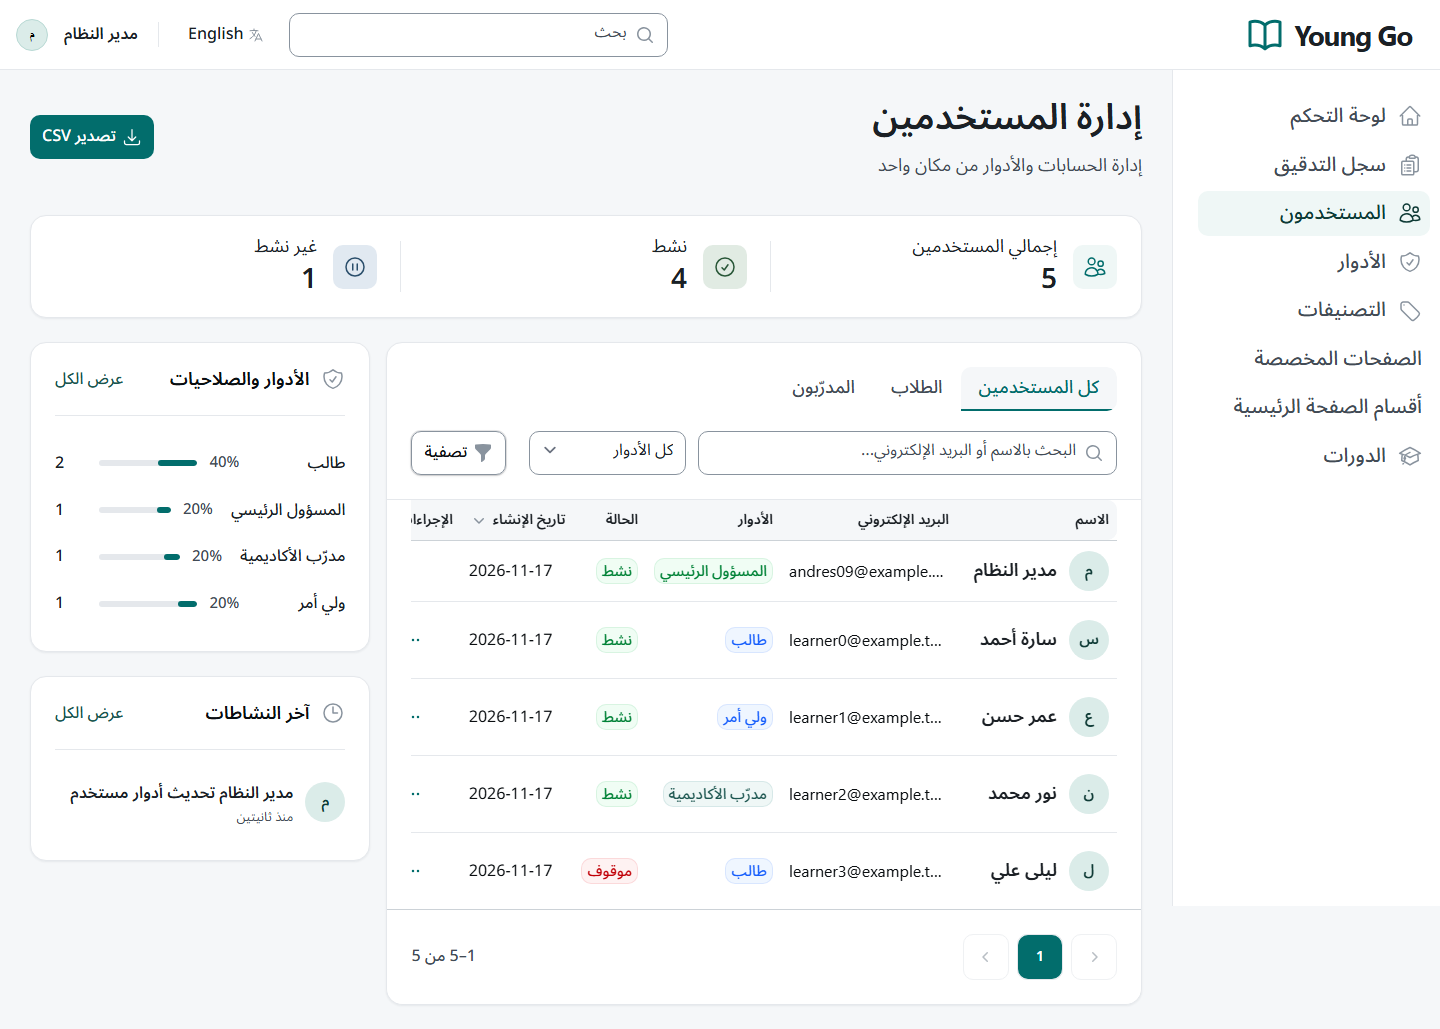 Young Go
بحث
English
مدير النظام
م
لوحة التحكم
سجل التدقيق
المستخدمون
الأدوار
التصنيفات
الصفحات المخصصة
أقسام الصفحة الرئيسية
الدورات
إدارة المستخدمين
إدارة الحسابات والأدوار من مكان واحد
تصدير CSV
إجمالي المستخدمين
5
نشط
4
غير نشط
1
كل المستخدمين
الطلاب
المدرّبون
البحث بالاسم أو البريد الإلكتروني...
كل الأدوار
تصفية
الاسم البريد الإلكتروني الأدوار الحالة تاريخ الإنشاء
م مدير النظام andres09@example.... المسؤول الرئيسي نشط 2026-11-17
س سارة أحمد learner0@example.t... طالب نشط 2026-11-17
ع عمر حسن learner1@example.t... ولي أمر نشط 2026-11-17
ن نور محمد learner2@example.t... مدرّب الأكاديمية نشط 2026-11-17
ل ليلى علي learner3@example.t... طالب موقوف 2026-11-17
1
1–5 من 5
الأدوار والصلاحيات
عرض الكل
طالب 40% 2
المسؤول الرئيسي 20% 1
مدرّب الأكاديمية 20% 1
ولي أمر 20% 1
آخر النشاطات
عرض الكل
م
مدير النظام تحديث أدوار مستخدم
منذ ثانيتين